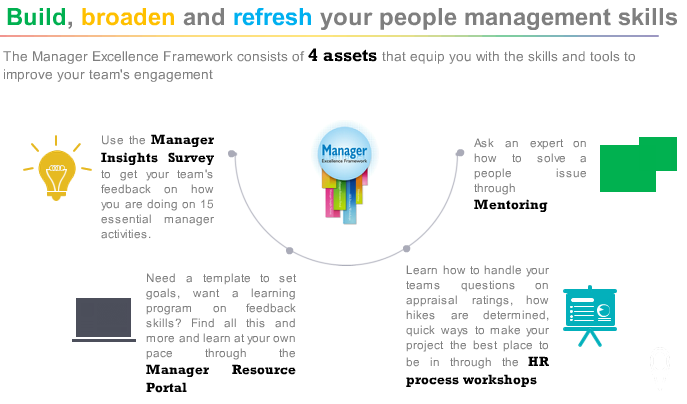 Build, broaden and refresh your people management skills
The Manager Excellence Framework consists of 4 assets that equip you with the skills and tools to
improve your team's engagement
Use the Manager
Insights Survey
to get your team's
feedback on how
you are doing on 15
essential manager
activities.
Manager
Excellence Framework
Ask an expert on
how to solve a
people issue
through
Mentoring
Need a template to set
goals, want a learning
program on feedback
skills? Find all this and
more and learn at your own
pace through the
Manager Resource
Portal
Learn how to handle your
teams questions on
appraisal ratings, how
hikes are determined,
quick ways to make your
project the best place to
be in through the HR
process workshops